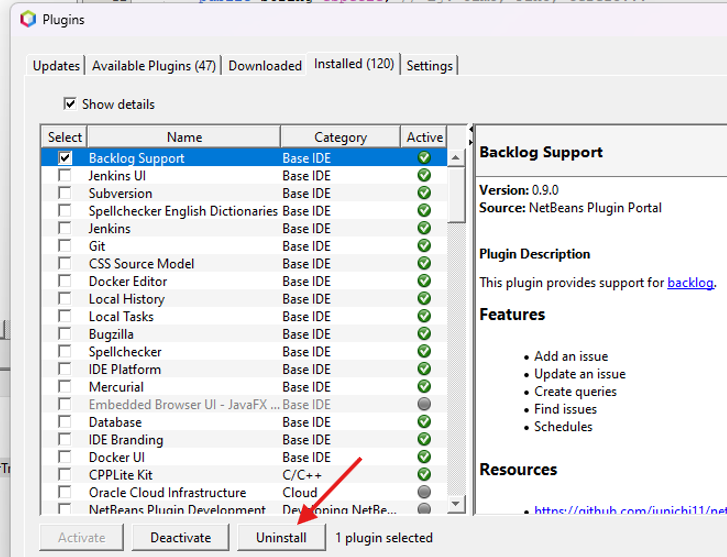 Plugins
Updates Available Plugins (47) Downloaded Installed (120) Settings
Show details
Select Name Category Active
Backlog Support Base IDE
Jenkins UI Base IDE
Subversion Base IDE
Spellchecker English Dictionaries Base IDE
Jenkins Base IDE
Git Base IDE
CSS Source Model Base IDE
Docker Editor Base IDE
Local History Base IDE
Local Tasks Base IDE
Bugzilla Base IDE
Spellchecker Base IDE
IDE Platform Base IDE
Mercurial Base IDE
Embedded Browser UI - JavaFX ... Base IDE
Database Base IDE
IDE Branding Base IDE
Docker UI Base IDE
CPPLite Kit C/C++
Oracle Cloud Infrastructure Cloud
NetBeans Plugin Development Developing NetBe...
Activate Deactivate Uninstall 1 plugin selected
Backlog Support
Version: 0.9.0
Source: NetBeans Plugin Portal
Plugin Description
This plugin provides support for backlog.
Features
• Add an issue
• Update an issue
• Create queries
• Find issues
• Schedules
Resources
• https://github.com/junichi11/net